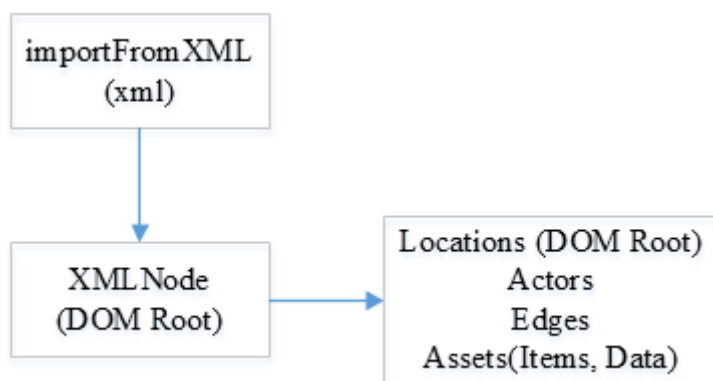 importFromXML
(xml)
XMLNode
(DOM Root)
Locations (DOM Root)
Actors
Edges
Assets(Items, Data)